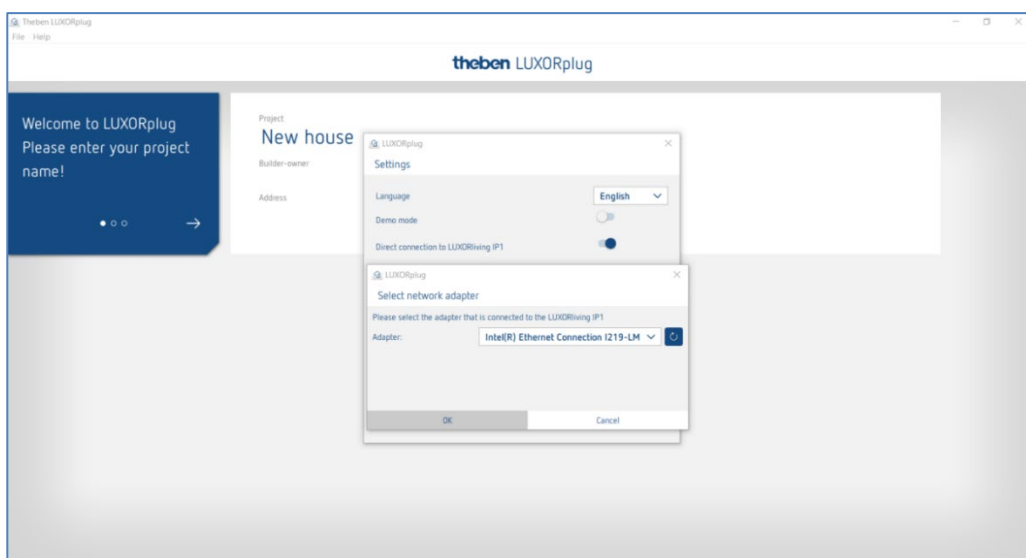 Theben LUXORplug
File Help
theben LUXORplug
Welcome to LUXORplug
Please enter your project
name!
Project
New house
Builder-owner
Address
LUXORplug
Settings
Language English
Demo mode
Direct connection to LUXORliving IP1
LUXORplug
Select network adapter
Please select the adapter that is connected to the LUXORliving IP1
Adapter: Intel(R) Ethernet Connection I219-LM
OK Cancel